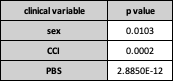 clinical variable p value
sex 0.0103
CCI 0.0002
PBS 2.8850E-12